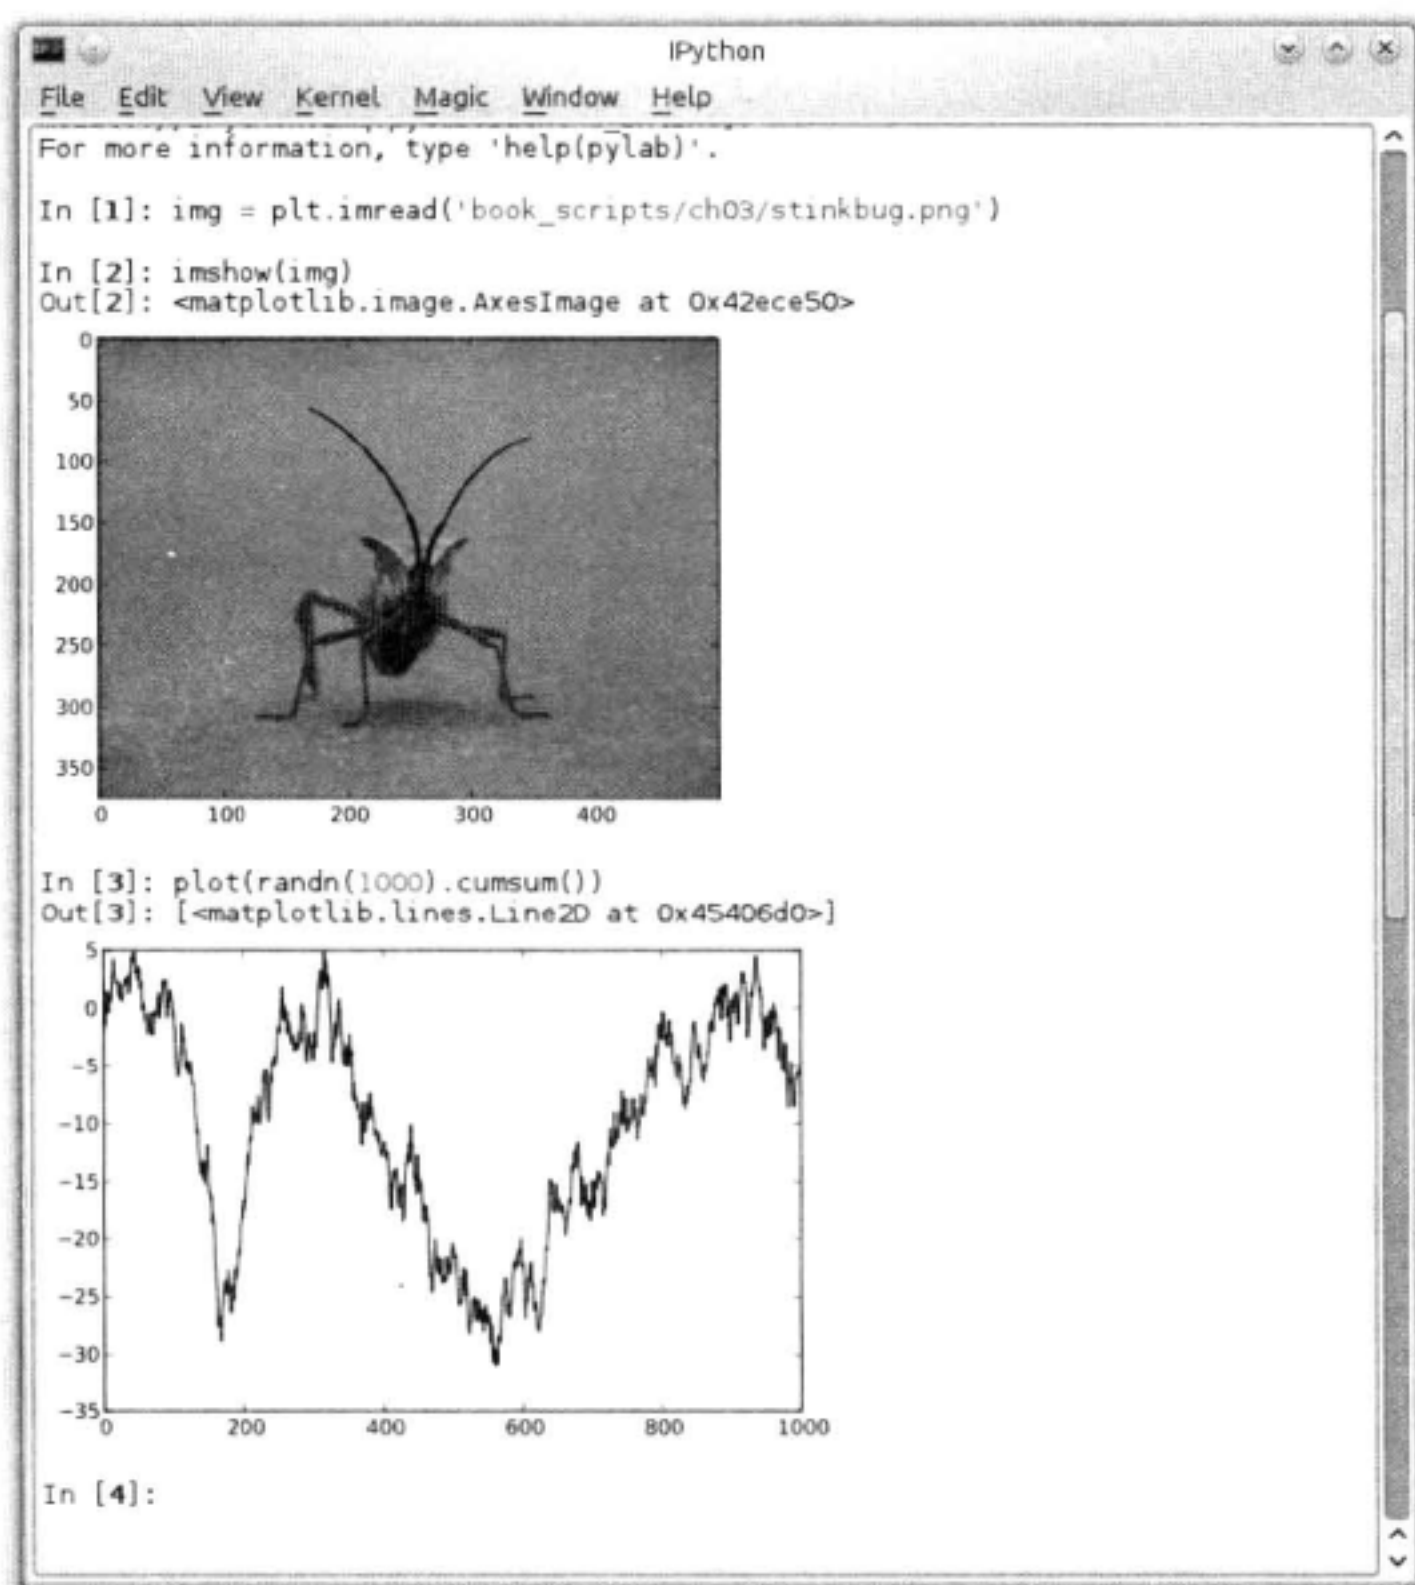 IPython
File Edit View Kernel Magic Window Help
For more information, type 'help(pylab)'.
In [1]: img = plt.imread('book_scripts/ch03/stinkbug.png')
In [2]: imshow(img)
Out[2]: <matplotlib.image.AxesImage at 0x42ece50>
0
50
100
150
200
250
300
350
0 100 200 300 400
In [3]: plot(randn(1000).cumsum())
Out[3]: [<matplotlib.lines.Line2D at 0x45406d0>]
5
0
−5
−10
−15
−20
−25
−30
−35
0 200 400 600 800 1000
In [4]: